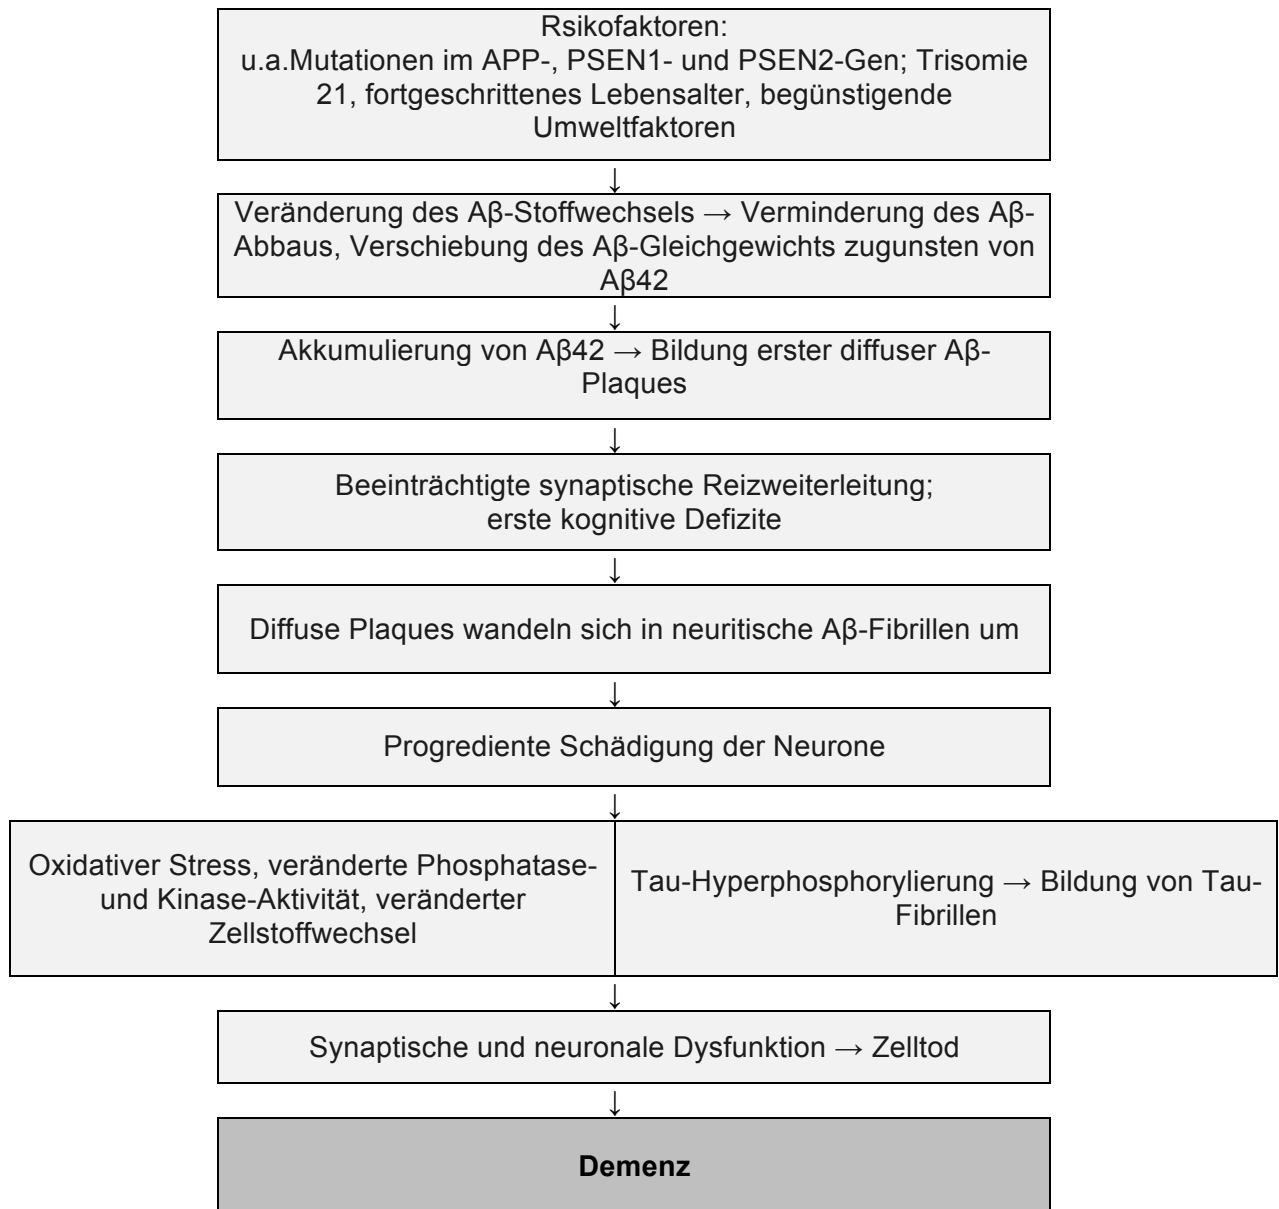 Rsikofaktoren:
u.a.Mutationen im APP-, PSEN1- und PSEN2-Gen; Trisomie
21, fortgeschrittenes Lebensalter, begünstigende
Umweltfaktoren
↓
Veränderung des Aβ-Stoffwechsels → Verminderung des Aβ-
Abbaus, Verschiebung des Aβ-Gleichgewichts zugunsten von
Aβ42
↓
Akkumulierung von Aβ42 → Bildung erster diffuser Aβ-
Plaques
↓
Beeinträchtigte synaptische Reizweiterleitung;
erste kognitive Defizite
↓
Diffuse Plaques wandeln sich in neuritische Aβ-Fibrillen um
↓
Progrediente Schädigung der Neurone
↓
Oxidativer Stress, veränderte Phosphatase-
und Kinase-Aktivität, veränderter
Zellstoffwechsel
Tau-Hyperphosphorylierung → Bildung von Tau-
Fibrillen
↓
Synaptische und neuronale Dysfunktion → Zelltod
↓
Demenz